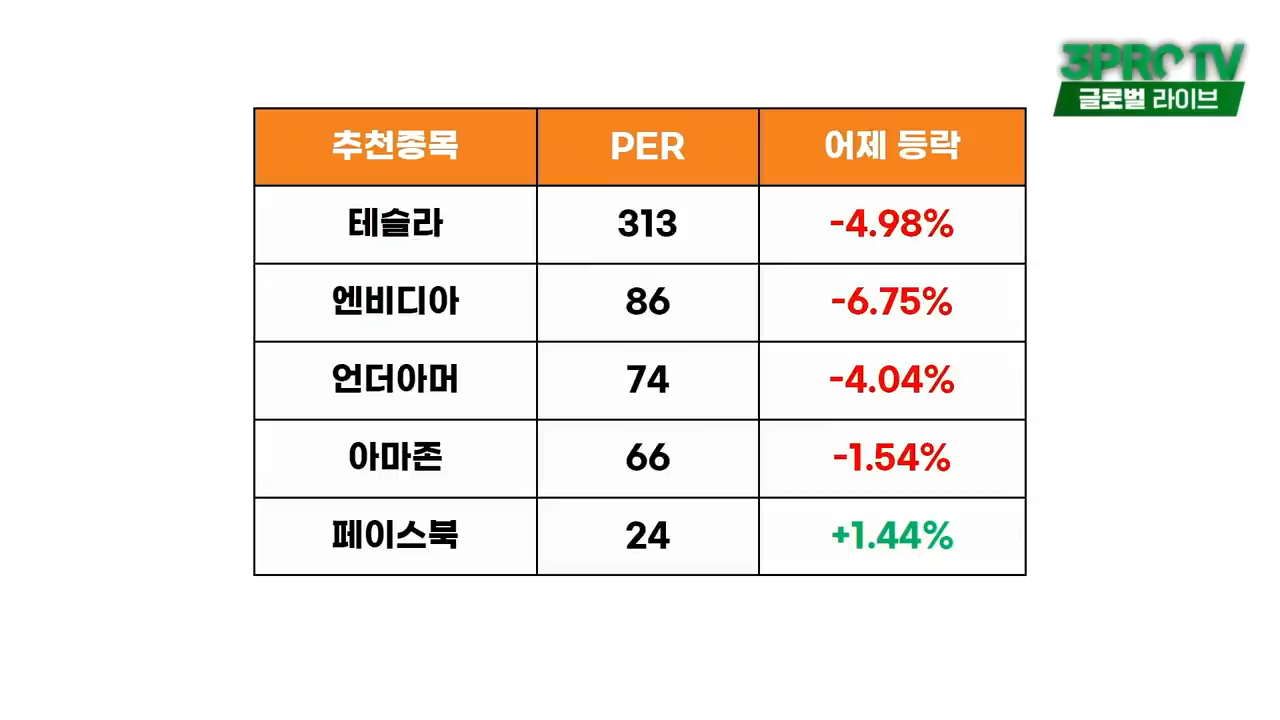 3PRO TV
글로벌 라이브
추천종목 PER 어제 등락
테슬라 313 -4.98%
엔비디아 86 -6.75%
언더아머 74 -4.04%
아마존 66 -1.54%
페이스북 24 +1.44%